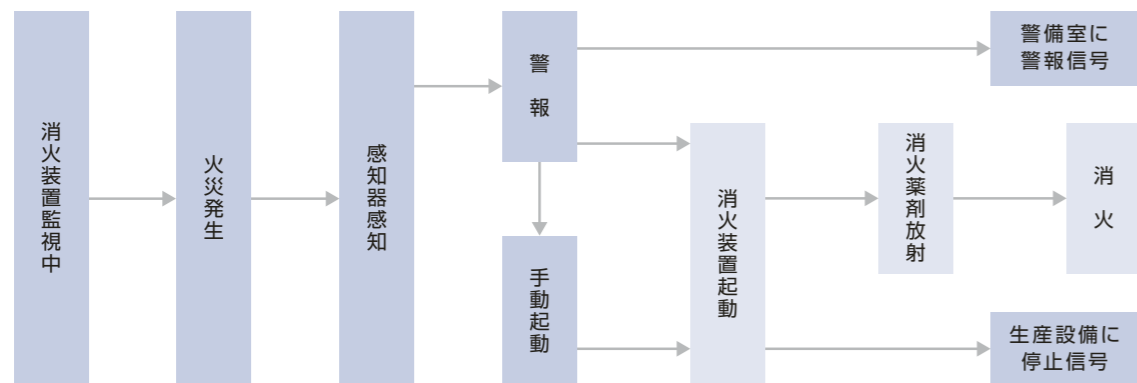 消火装置監視中
火災発生
感知器感知
警報
手動起動
消火装置起動
消火薬剤放射
消火
警備室に
警報信号
生産設備に
停止信号